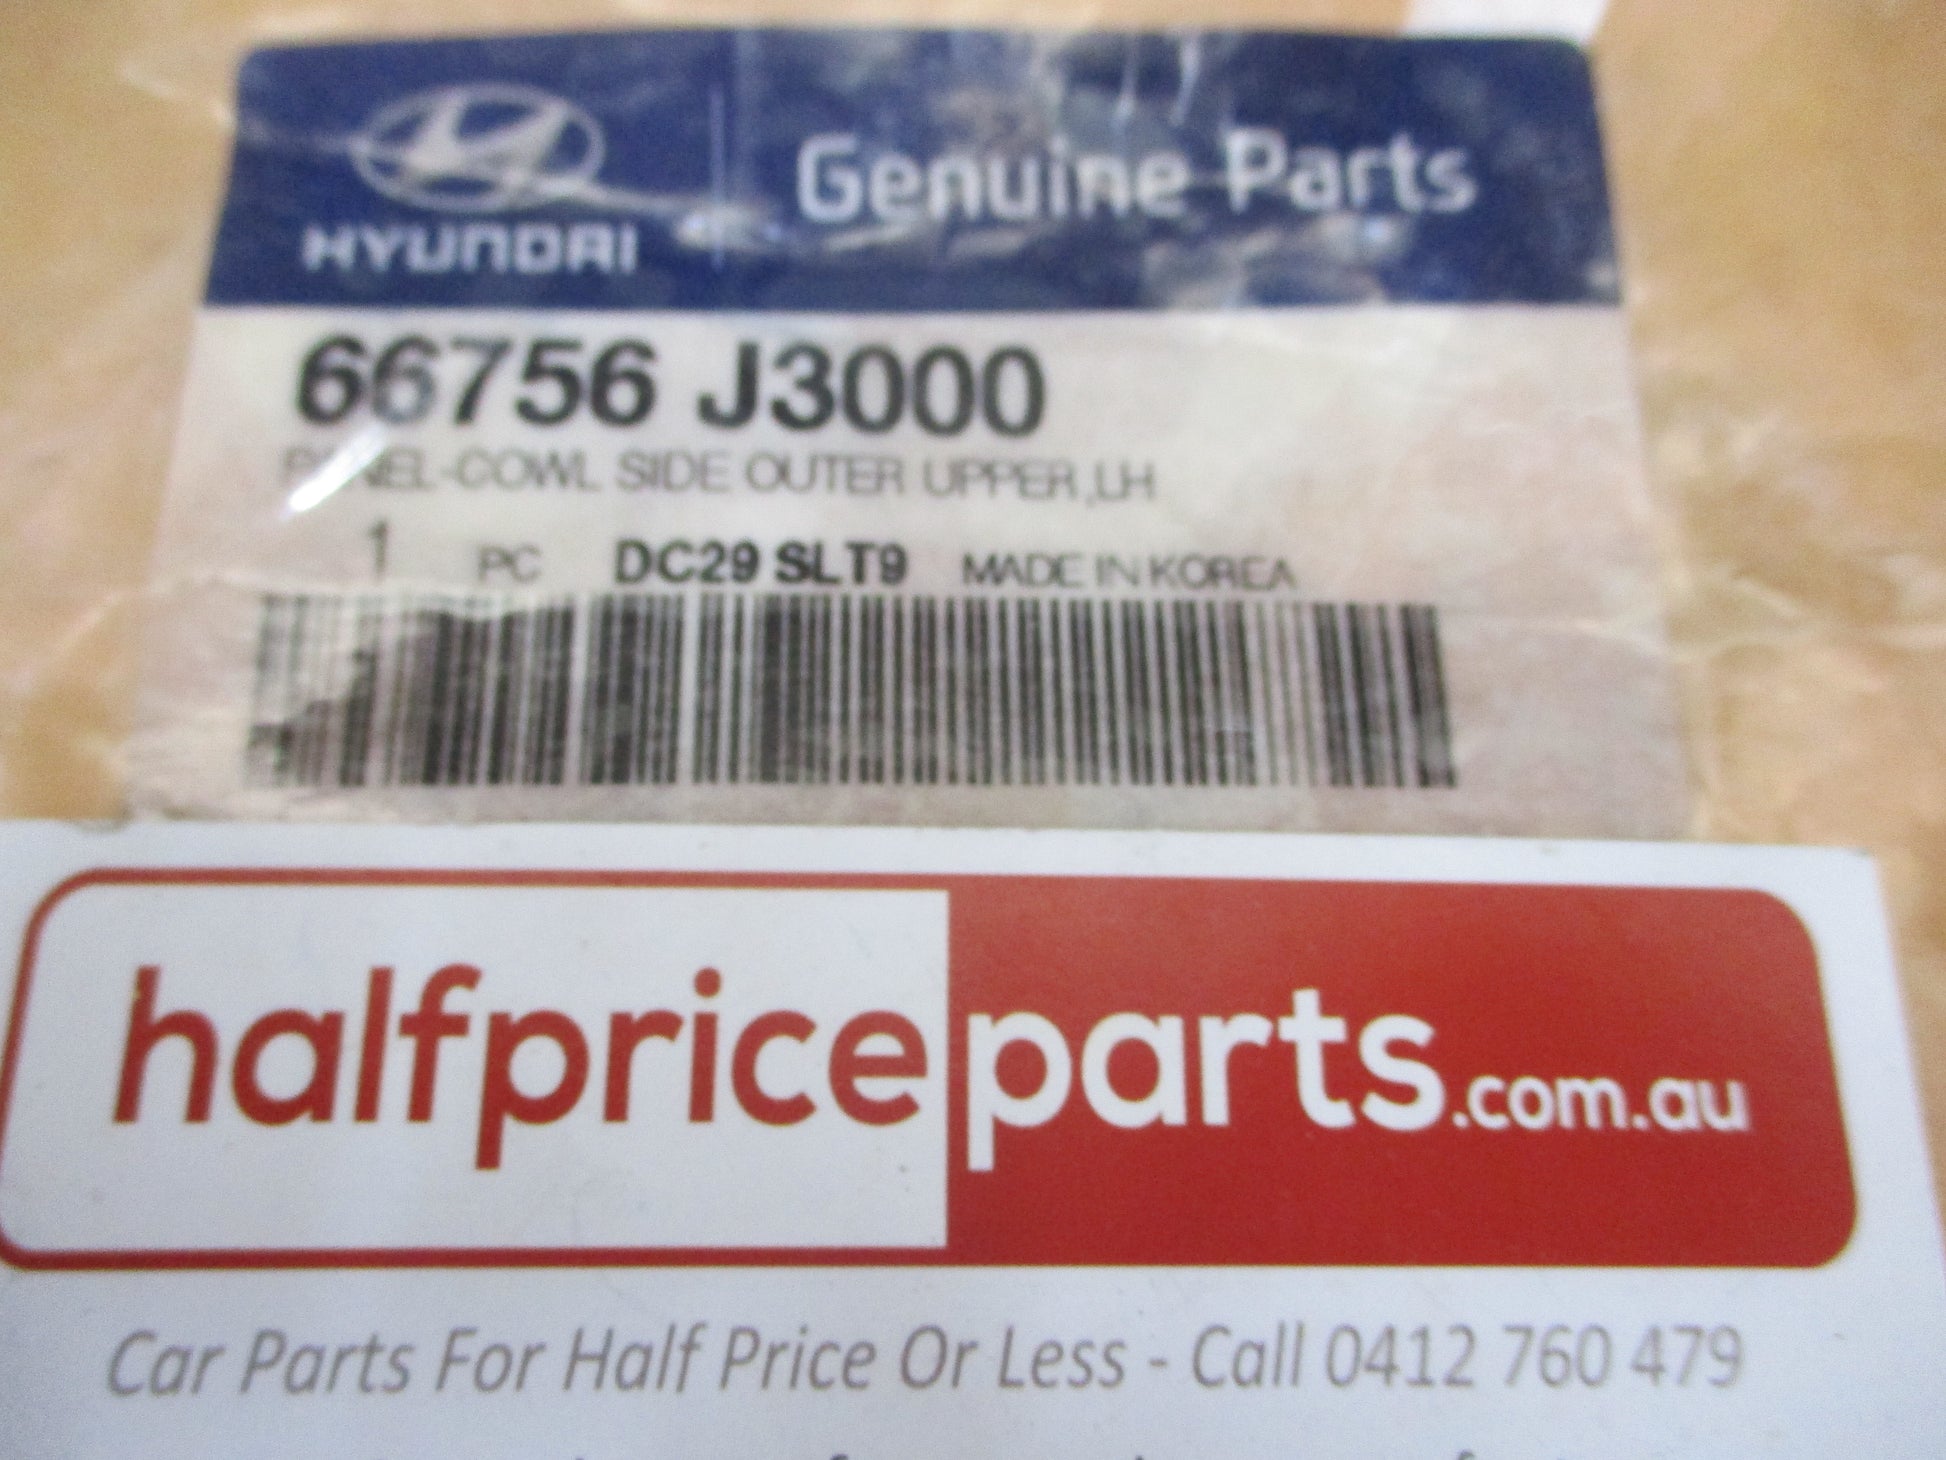 HYUNDAI
Genuine Parts
66756 J3000
PANEL-COWL SIDE OUTER UPPER,LH
1 PC DC29 SLT9 MADE IN KOREA
halfpriceparts.com.au
Car Parts For Half Price Or Less - Call 0412 760 479